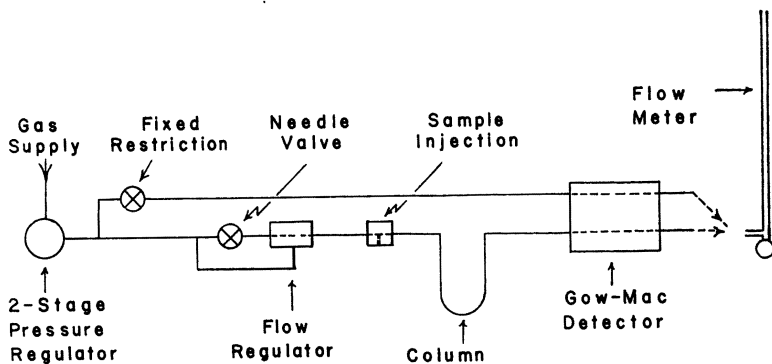 Gas
Supply
Fixed
Restriction
Needle
Valve
Sample
Injection
Flow
Meter
2-Stage
Pressure
Regulator
Flow
Regulator
Column
Gow-Mac
Detector